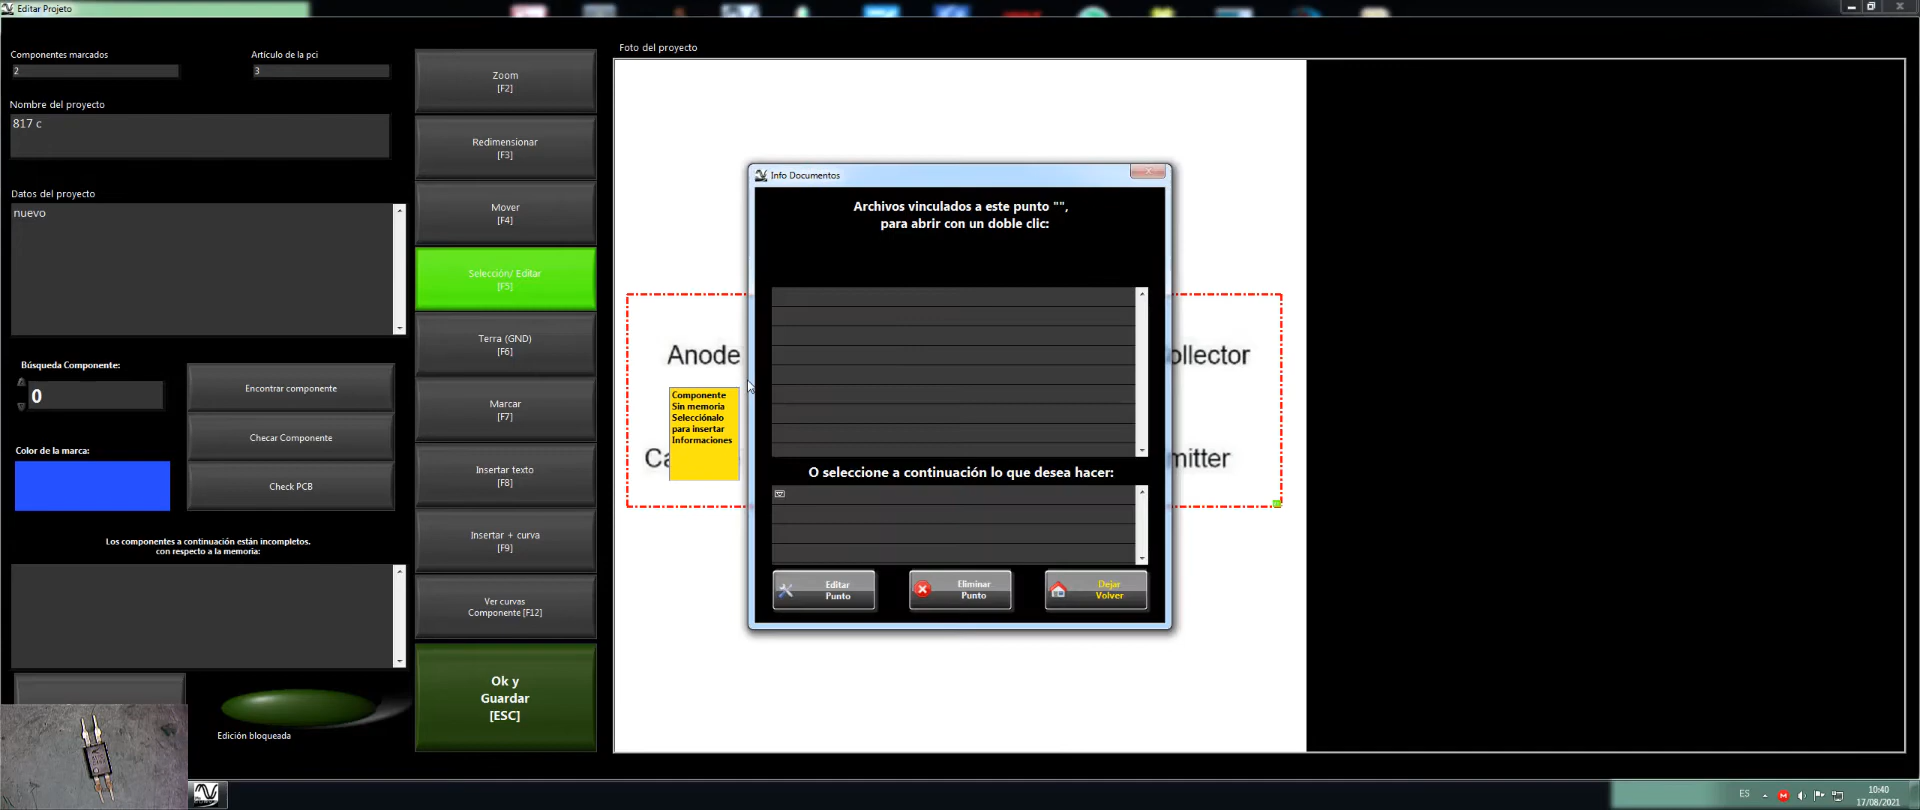 Editar Projeto
Componentes marcados
2
Artículo de la pci
3
Nombre del proyecto
817 c
Datos del proyecto
nuevo
Búsqueda Componente:
0
Encontrar componente
Checar Componente
Color de la marca:
Check PCB
Los componentes a continuación están incompletos.
con respecto a la memoria:
Edición bloqueada
Zoom
[F2]
Redimensionar
[F3]
Mover
[F4]
Selección/ Editar
[F5]
Terra (GND)
[F6]
Marcar
[F7]
Insertar texto
[F8]
Insertar + curva
[F9]
Ver curvas
Componente [F12]
Ok y
Guardar
[ESC]
Foto del proyecto
Anode
ollector
Ca
mitter
Componente
Sin memoria
Selecciónalo
para insertar
Informaciones
Info Documentos
Archivos vinculados a este punto "",
para abrir con un doble clic:
O seleccione a continuación lo que desea hacer:
Editar
Punto
Eliminar
Punto
Dejar
Volver
ES
10:40
17/08/2021